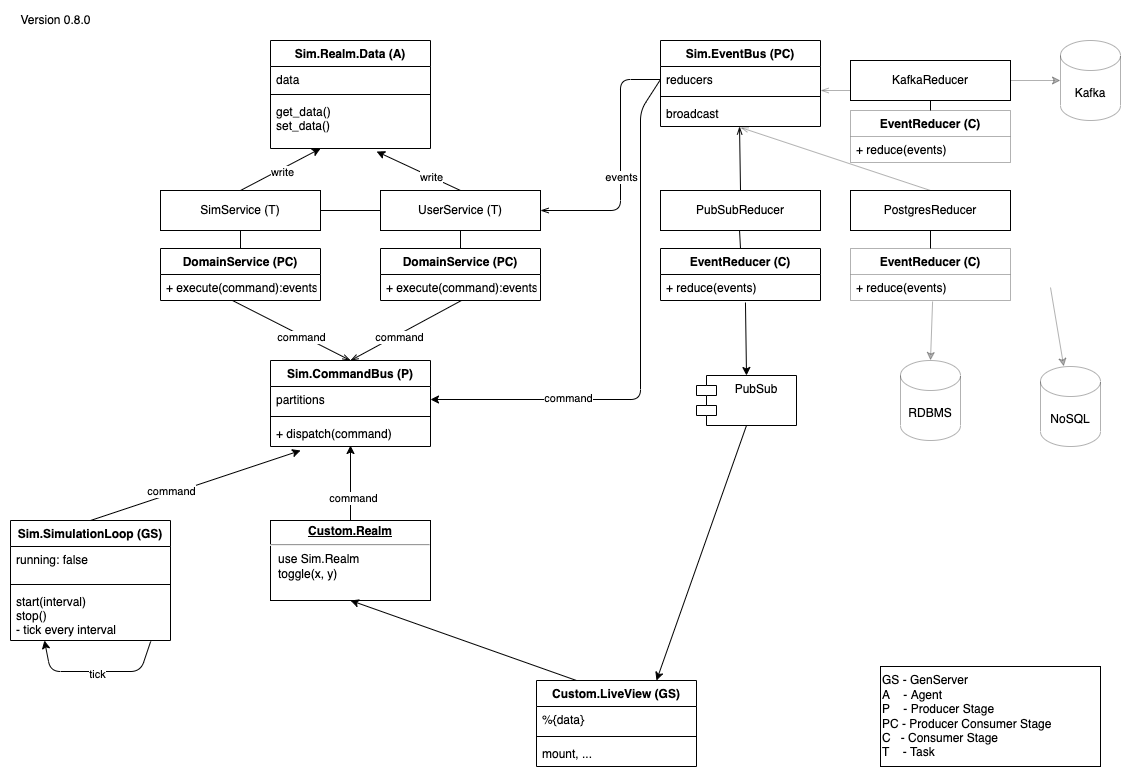 Version 0.8.0
Sim.Realm.Data (A)
data
get_data()
set_data()
Sim.EventBus (PC)
reducers
broadcast
KafkaReducer
EventReducer (C)
+ reduce(events)
Kafka
write
write
events
SimService (T)
UserService (T)
PubSubReducer
PostgresReducer
DomainService (PC)
+ execute(command):events
DomainService (PC)
+ execute(command):events
EventReducer (C)
+ reduce(events)
EventReducer (C)
+ reduce(events)
command
command
Sim.CommandBus (P)
partitions
+ dispatch(command)
command
PubSub
RDBMS
NoSQL
command
command
Sim.SimulationLoop (GS)
running: false
start(interval)
stop()
- tick every interval
tick
Custom.Realm
use Sim.Realm
toggle(x, y)
Custom.LiveView (GS)
%{data}
mount, ...
GS - GenServer
A - Agent
P - Producer Stage
PC - Producer Consumer Stage
C - Consumer Stage
T - Task